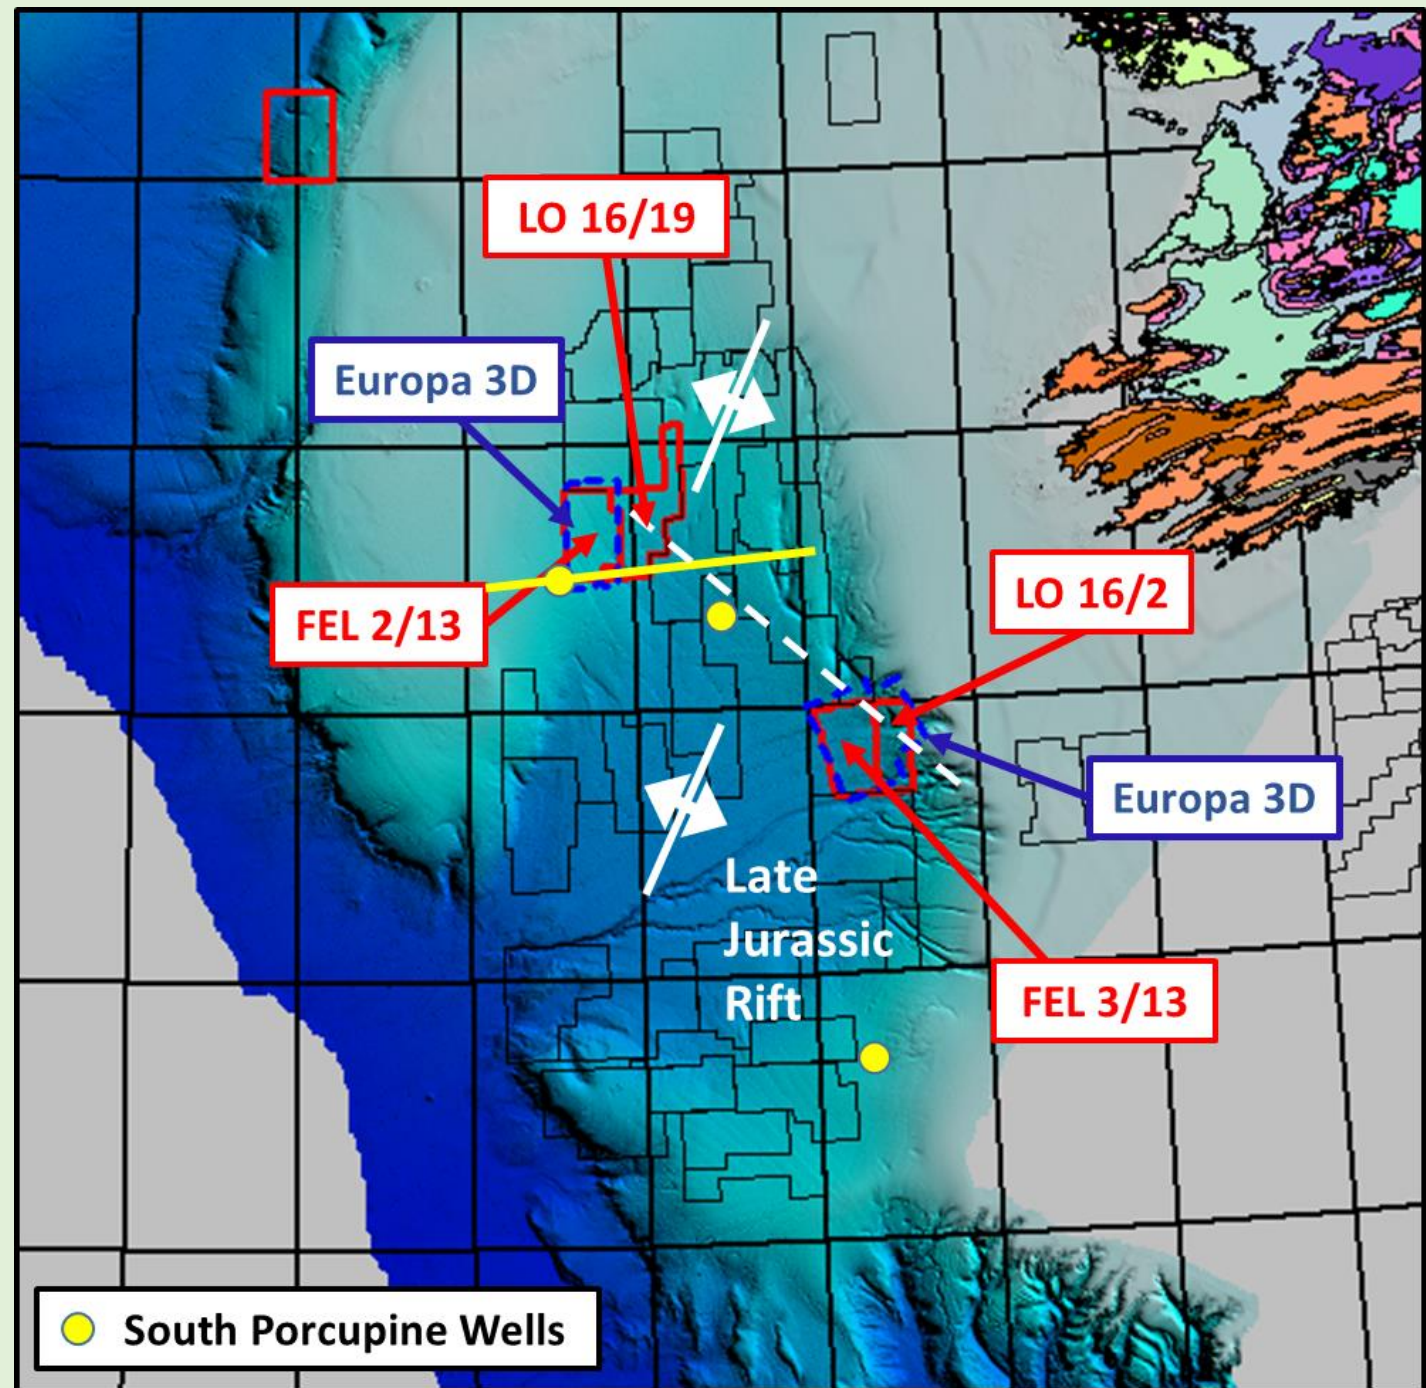 LO 16/19
Europa 3D
LO 16/2
FEL 2/13
Europa 3D
Late
Jurassic
Rift
FEL 3/13
South Porcupine Wells